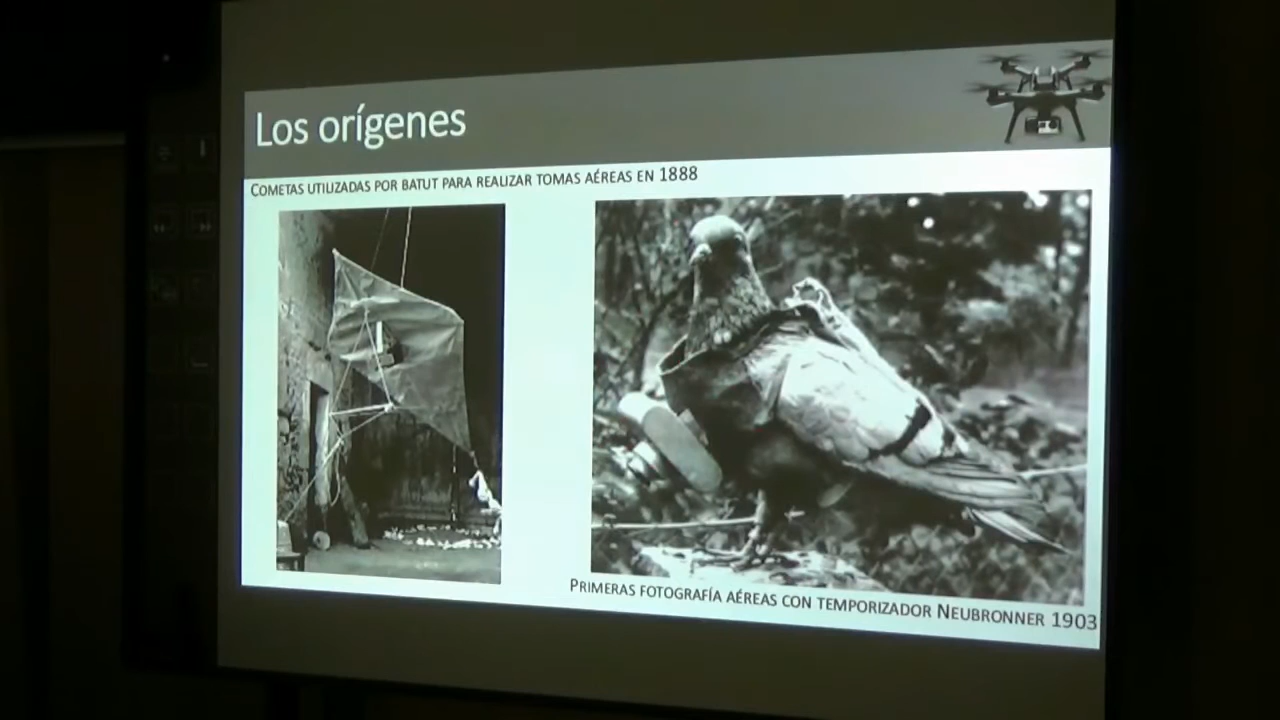 Los orígenes
COMETAS UTILIZADAS POR BATUT PARA REALIZAR TOMAS AÉREAS EN 1888
PRIMERAS FOTOGRAFÍA AÉREAS CON TEMPORIZADOR NEUBRONNER 1903